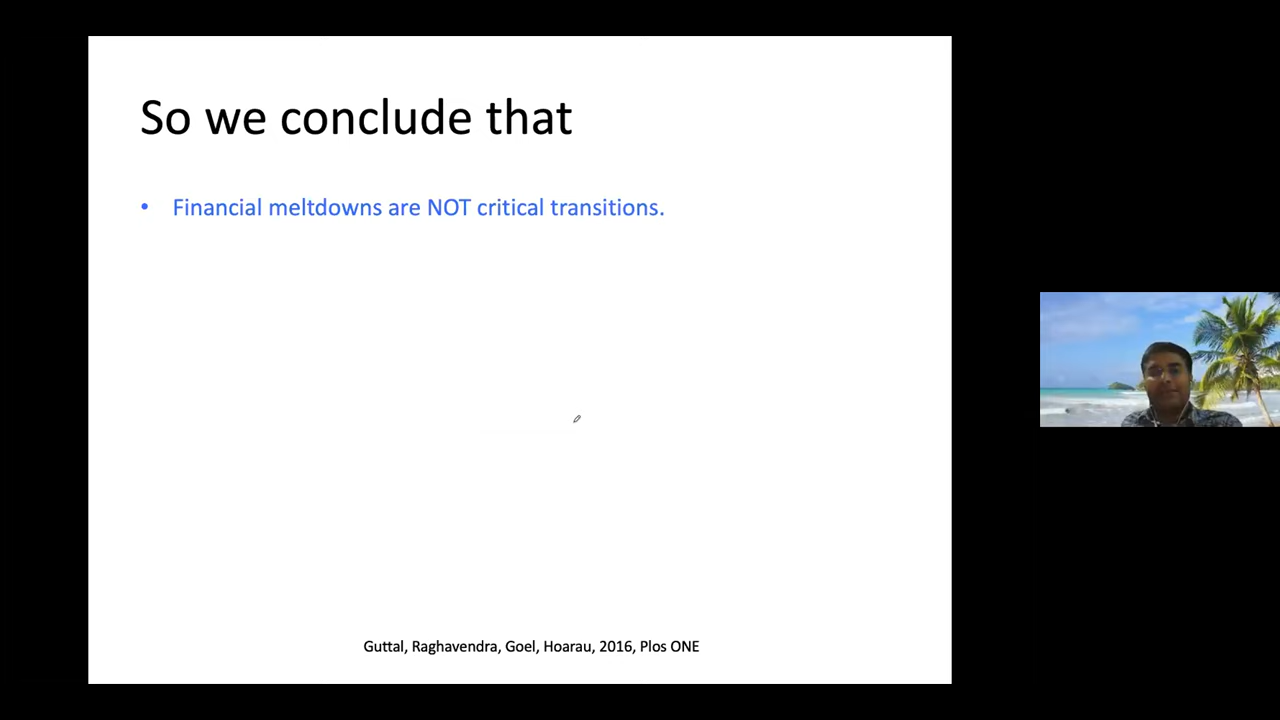 So we conclude that
• Financial meltdowns are NOT critical transitions.
Guttal, Raghavendra, Goel, Hoarau, 2016, Plos ONE